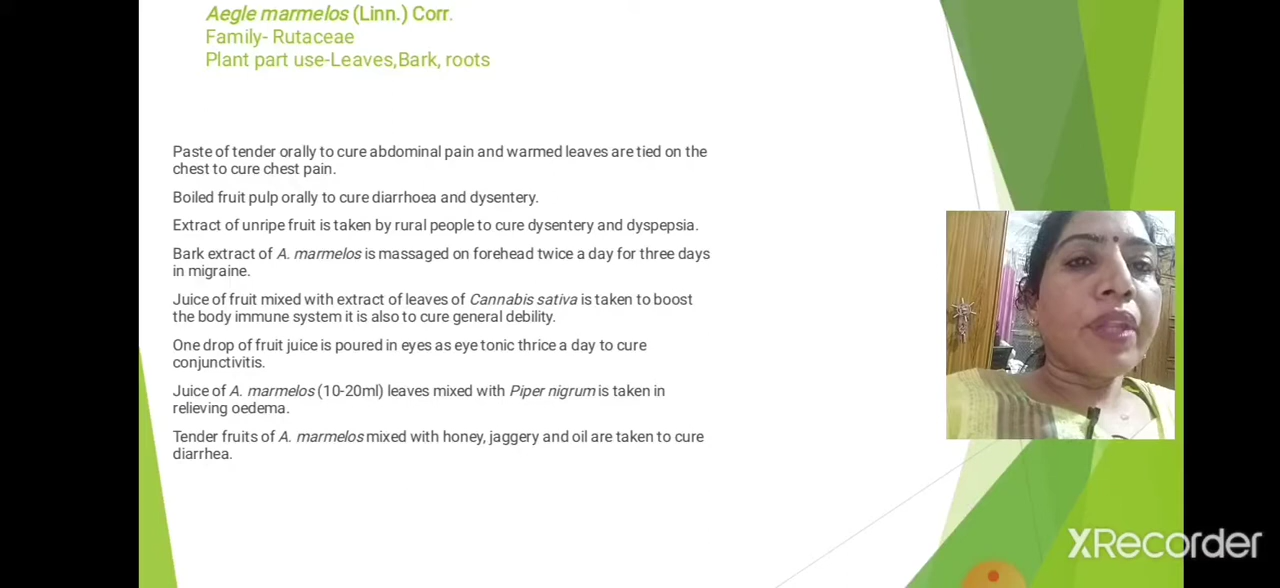 Aegle marmelos (Linn.) Corr.
Family- Rutaceae
Plant part use-Leaves,Bark, roots
Paste of tender orally to cure abdominal pain and warmed leaves are tied on the
chest to cure chest pain.
Boiled fruit pulp orally to cure diarrhoea and dysentery.
Extract of unripe fruit is taken by rural people to cure dysentery and dyspepsia.
Bark extract of A. marmelos is massaged on forehead twice a day for three days
in migraine.
Juice of fruit mixed with extract of leaves of Cannabis sativa is taken to boost
the body immune system it is also to cure general debility.
One drop of fruit juice is poured in eyes as eye tonic thrice a day to cure
conjunctivitis.
Juice of A. marmelos (10-20ml) leaves mixed with Piper nigrum is taken in
relieving oedema.
Tender fruits of A. marmelos mixed with honey, jaggery and oil are taken to cure
diarrhea.
XRecorder